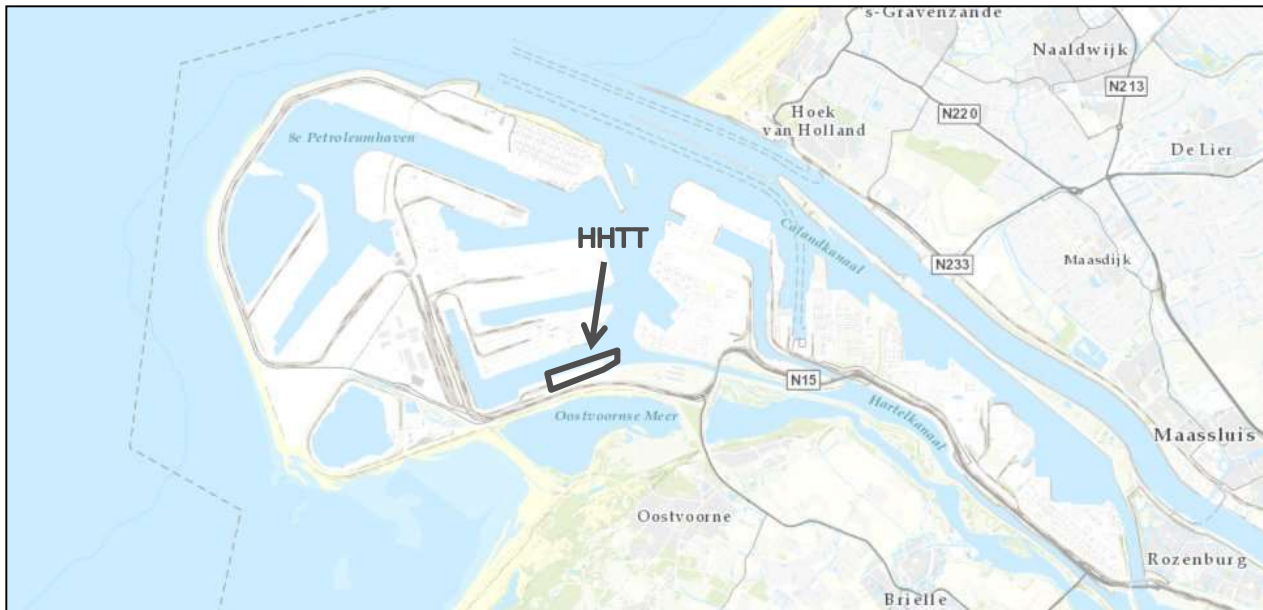 's-Gravenzande
Naaldwijk
N213
Hoek
van Holland
N220
De Lier
8e Petroleumhaven
HHTT
Calandkanaal
N233
Maasdijk
N15
Hartelkanaal
Oostvoornse Meer
Maassluis
Oostvoorne
Rozenburg
Brielle